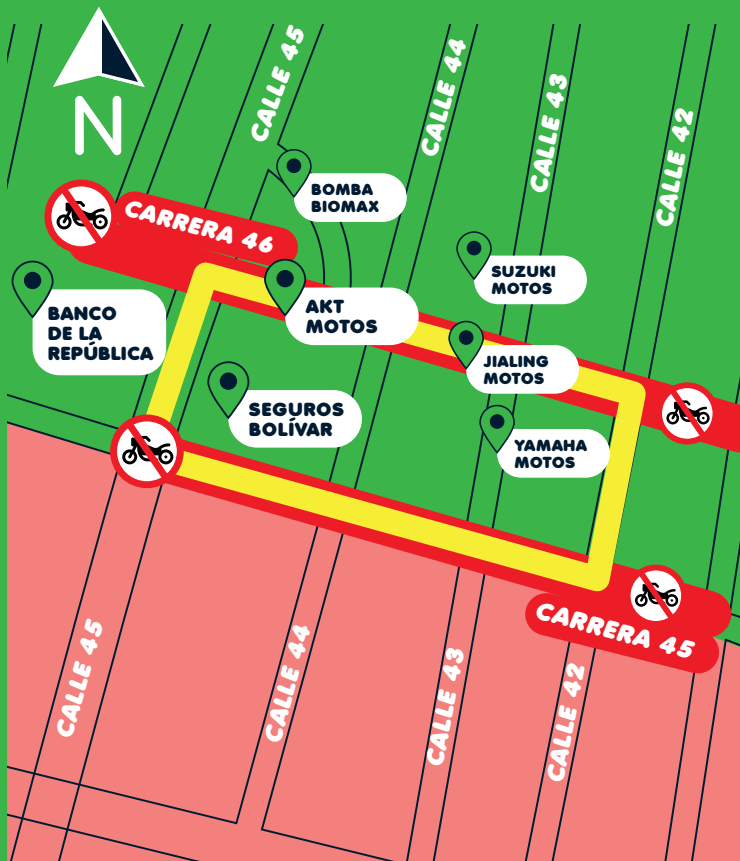 N
CALLE 45
CALLE 44
CALLE 43
CALLE 42
BOMBA
BIOMAX
CARRERA 46
SUZUKI
MOTOS
BANCO
DE LA
REPÚBLICA
AKT
MOTOS
JIALING
MOTOS
SEGUROS
BOLÍVAR
YAMAHA
MOTOS
CARRERA 45
CALLE 45
CALLE 44
CALLE 43
CALLE 42